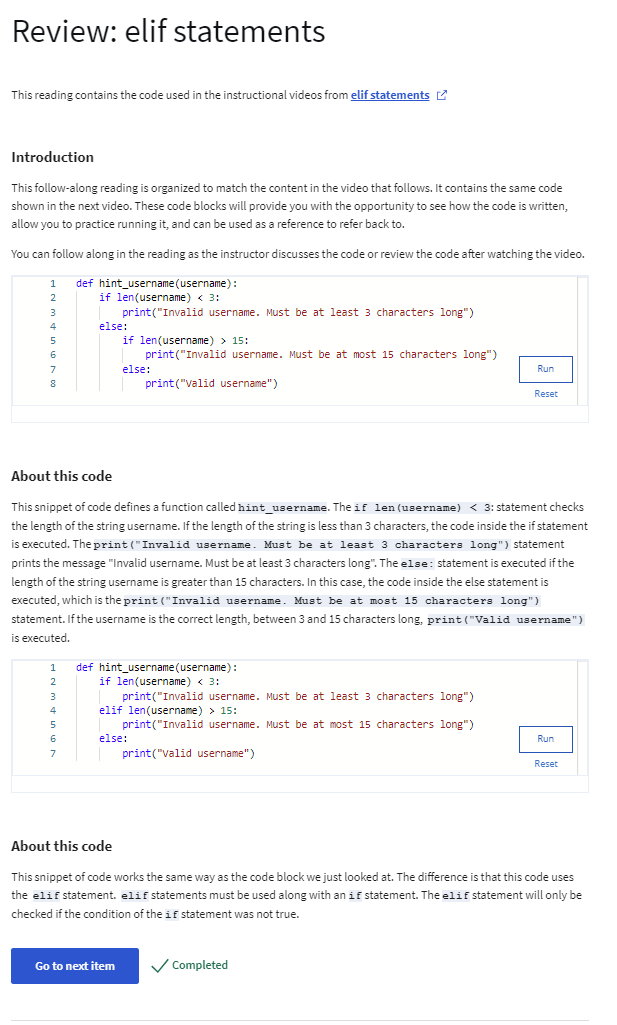 Review: elif statements
This reading contains the code used in the instructional videos from elif statements
Introduction
This follow-along reading is organized to match the content in the video that follows. It contains the same code
shown in the next video. These code blocks will provide you with the opportunity to see how the code is written,
allow you to practice running it, and can be used as a reference to refer back to.
You can follow along in the reading as the instructor discusses the code or review the code after watching the video.
1 def hint_username(username):
2 if len(username) < 3:
3 print("Invalid username. Must be at least 3 characters long")
4 else:
5 if len(username) > 15:
6 print("Invalid username. Must be at most 15 characters long")
7 else:
8 print("Valid username")
Run
Reset
About this code
This snippet of code defines a function called hint_username. The if len(username) < 3: statement checks
the length of the string username. If the length of the string is less than 3 characters, the code inside the if statement
is executed. The print("Invalid username. Must be at least 3 characters long") statement
prints the message "Invalid username. Must be at least 3 characters long". The else: statement is executed if the
length of the string username is greater than 15 characters. In this case, the code inside the else statement is
executed, which is the print("Invalid username. Must be at most 15 characters long")
statement. If the username is the correct length, between 3 and 15 characters long, print("Valid username")
is executed.
1 def hint_username(username):
2 if len(username) < 3:
3 print("Invalid username. Must be at least 3 characters long")
4 elif len(username) > 15:
5 print("Invalid username. Must be at most 15 characters long")
6 else:
7 print("Valid username")
Run
Reset
About this code
This snippet of code works the same way as the code block we just looked at. The difference is that this code uses
the elif statement. elif statements must be used along with an if statement. The elif statement will only be
checked if the condition of the if statement was not true.
Go to next item
Completed